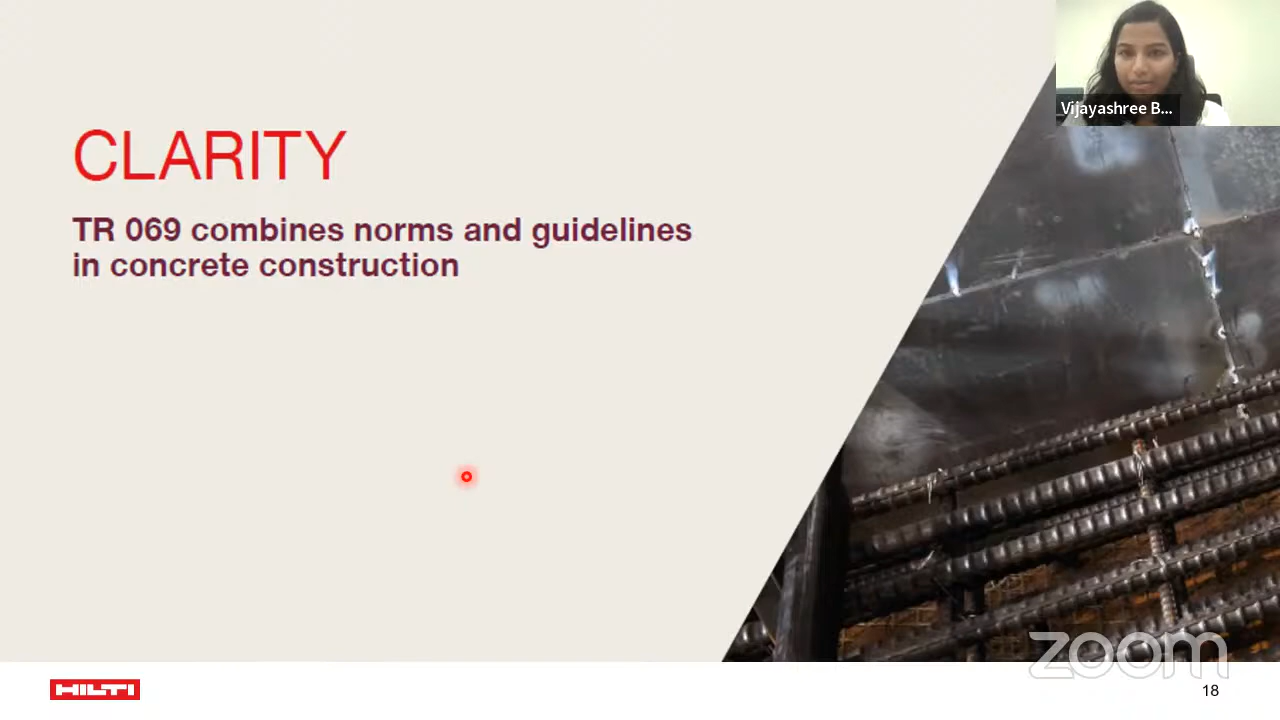 Vijayashree B...
CLARITY
TR 069 combines norms and guidelines
in concrete construction
zoom
HILTI
18